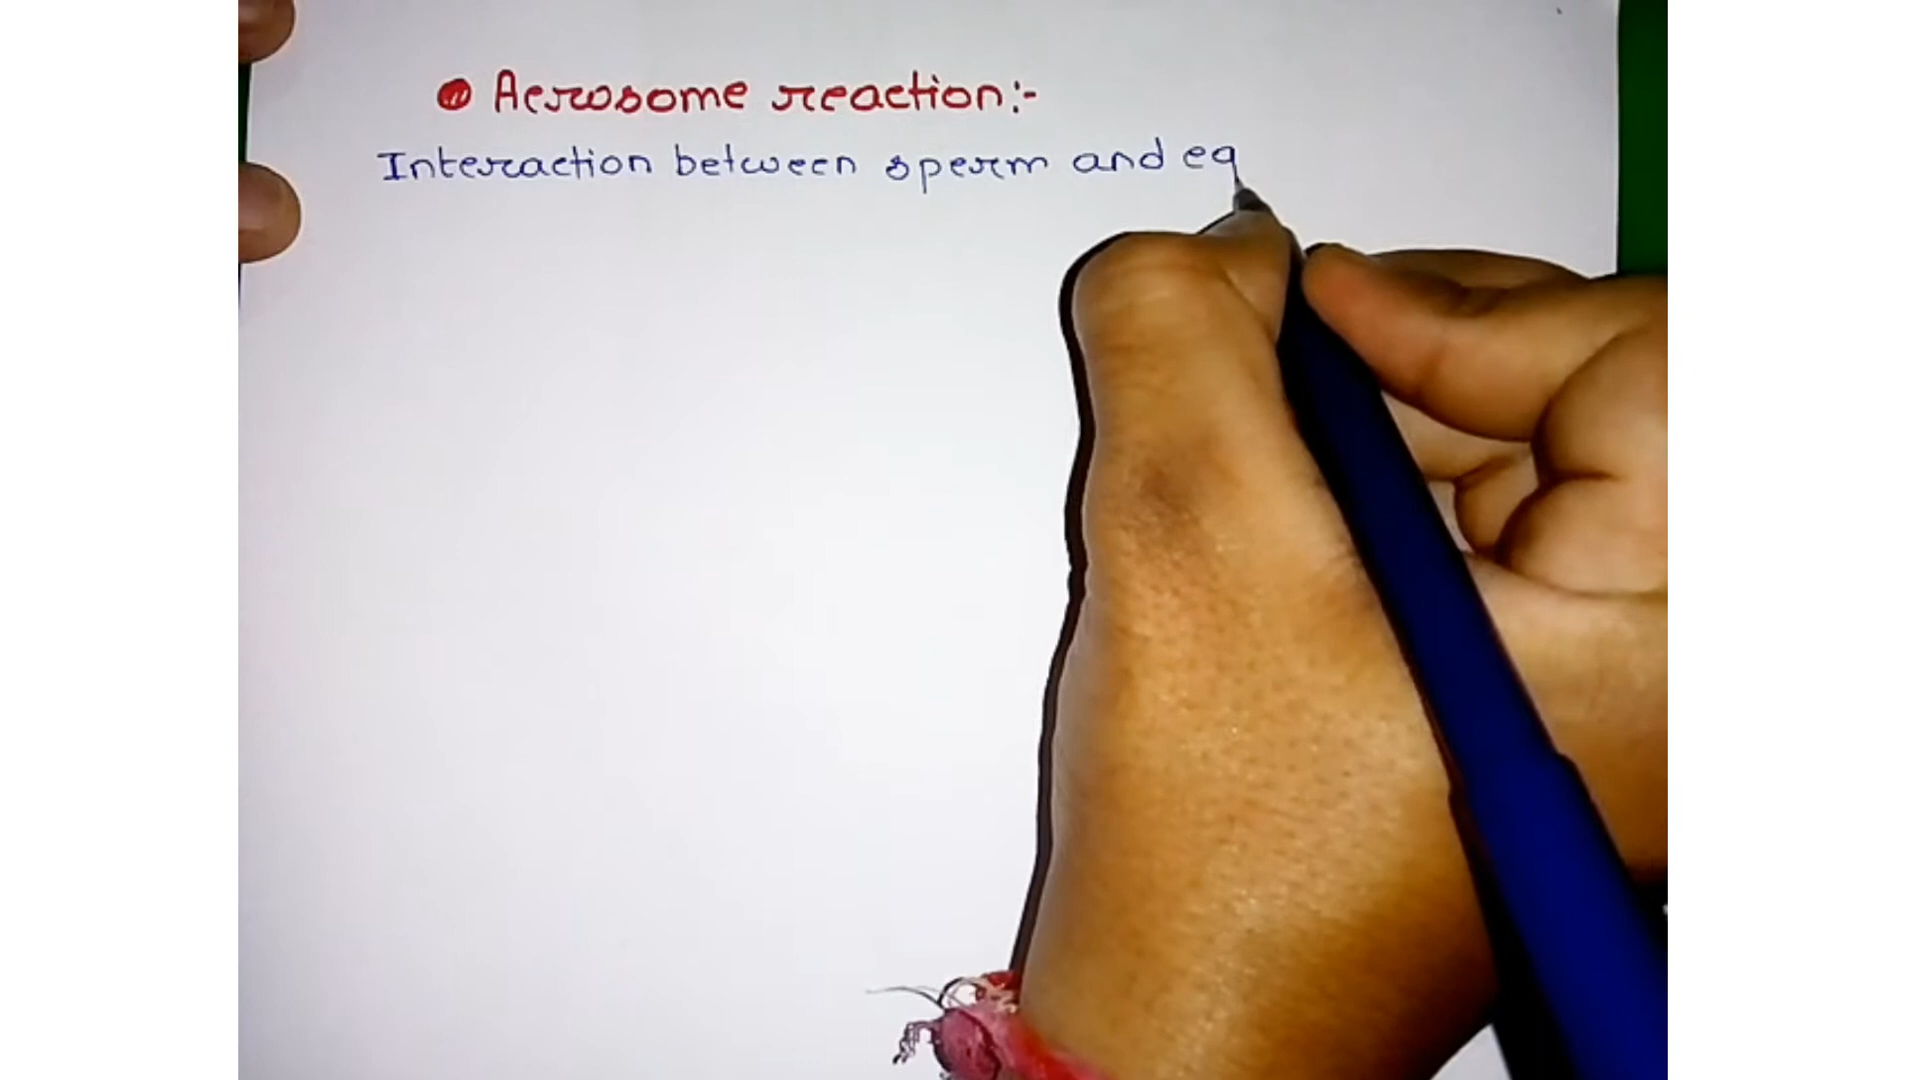 Acrosome reaction:-
Interaction between sperm and eg